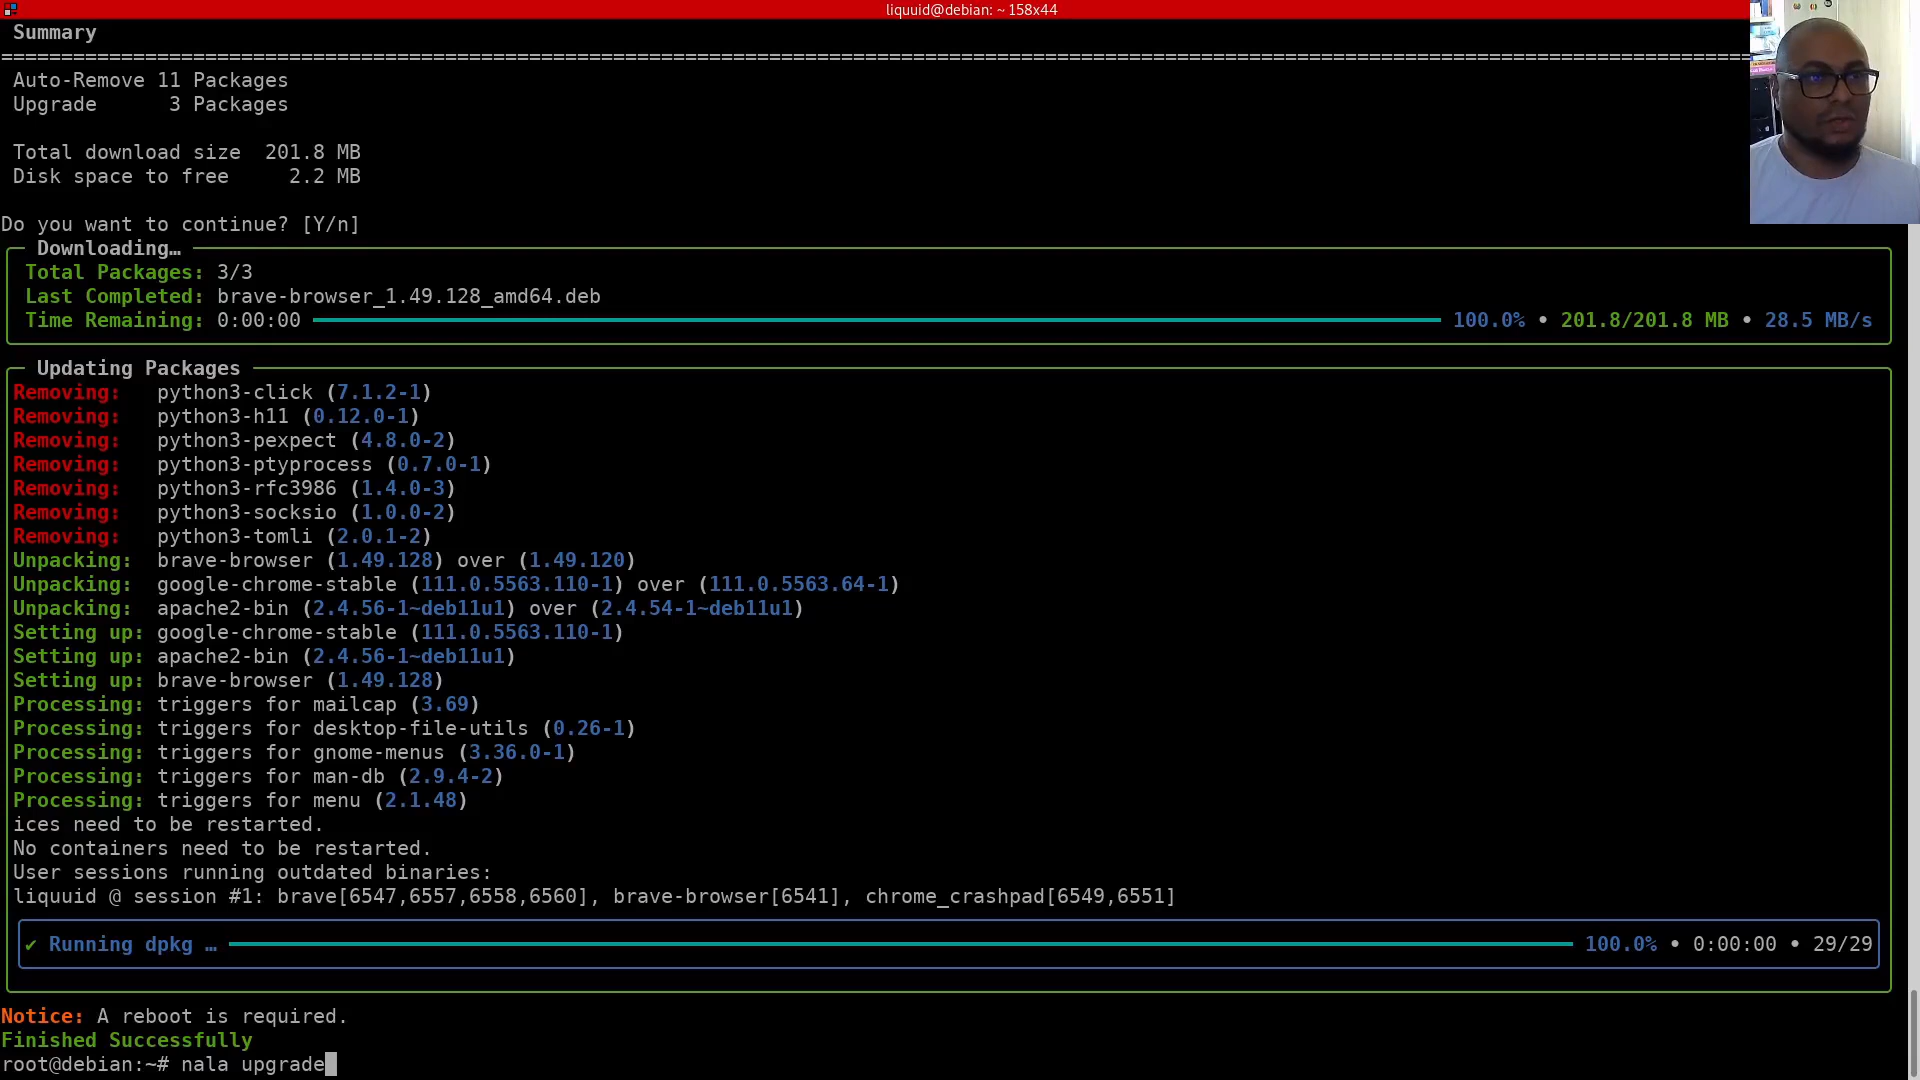 liquuid@debian: ~ 158x44
Summary
================================================================================================================================================
Auto-Remove 11 Packages
Upgrade 3 Packages
Total download size 201.8 MB
Disk space to free 2.2 MB
Do you want to continue? [Y/n]
Downloading…
Total Packages: 3/3
Last Completed: brave-browser_1.49.128_amd64.deb
Time Remaining: 0:00:00 100.0% • 201.8/201.8 MB • 28.5 MB/s
Updating Packages
Removing: python3-click (7.1.2-1)
Removing: python3-h11 (0.12.0-1)
Removing: python3-pexpect (4.8.0-2)
Removing: python3-ptyprocess (0.7.0-1)
Removing: python3-rfc3986 (1.4.0-3)
Removing: python3-socksio (1.0.0-2)
Removing: python3-tomli (2.0.1-2)
Unpacking: brave-browser (1.49.128) over (1.49.120)
Unpacking: google-chrome-stable (111.0.5563.110-1) over (111.0.5563.64-1)
Unpacking: apache2-bin (2.4.56-1~deb11u1) over (2.4.54-1~deb11u1)
Setting up: google-chrome-stable (111.0.5563.110-1)
Setting up: apache2-bin (2.4.56-1~deb11u1)
Setting up: brave-browser (1.49.128)
Processing: triggers for mailcap (3.69)
Processing: triggers for desktop-file-utils (0.26-1)
Processing: triggers for gnome-menus (3.36.0-1)
Processing: triggers for man-db (2.9.4-2)
Processing: triggers for menu (2.1.48)
ices need to be restarted.
No containers need to be restarted.
User sessions running outdated binaries:
liquuid @ session #1: brave[6547,6557,6558,6560], brave-browser[6541], chrome_crashpad[6549,6551]
✔ Running dpkg … 100.0% • 0:00:00 • 29/29
Notice: A reboot is required.
Finished Successfully
root@debian:~# nala upgrade